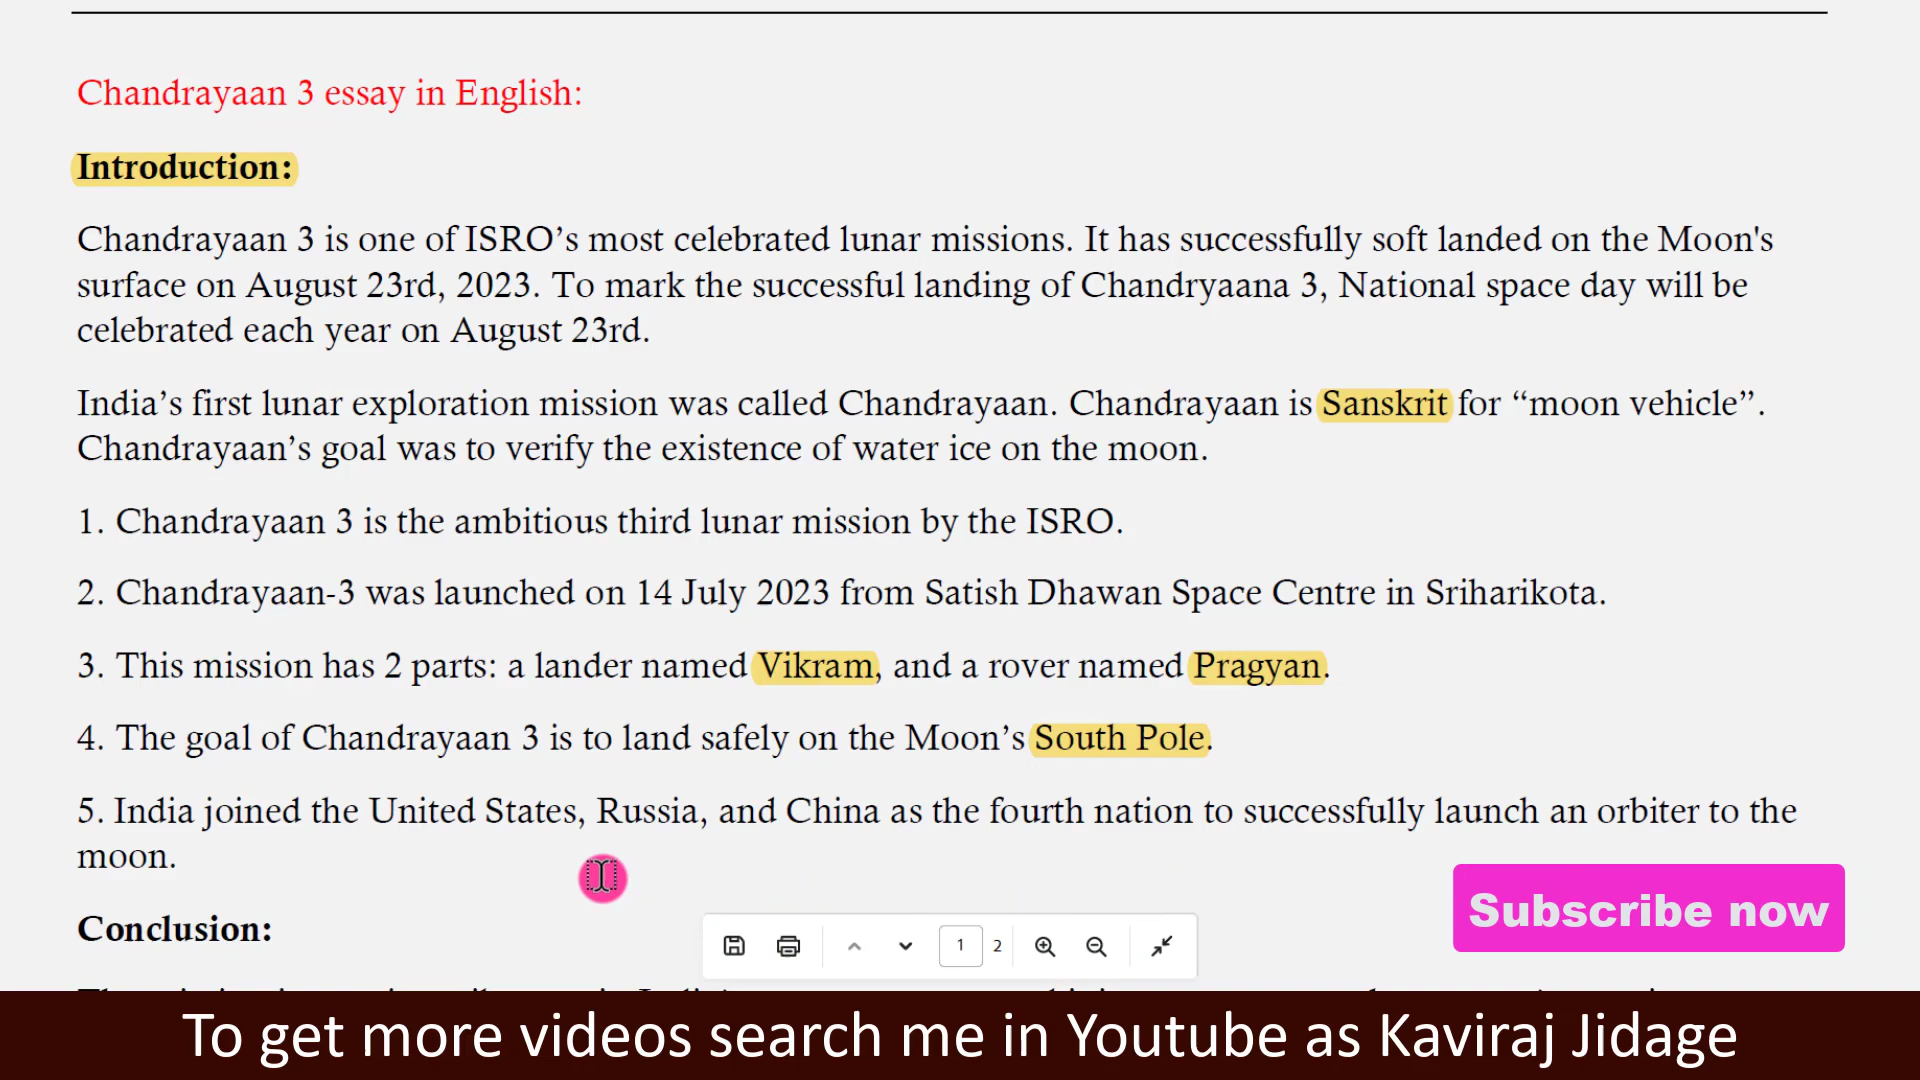 Chandrayaan 3 essay in English:
Introduction:
Chandrayaan 3 is one of ISRO’s most celebrated lunar missions. It has successfully soft landed on the Moon's
surface on August 23rd, 2023. To mark the successful landing of Chandryaana 3, National space day will be
celebrated each year on August 23rd.
India’s first lunar exploration mission was called Chandrayaan. Chandrayaan is Sanskrit for “moon vehicle”.
Chandrayaan’s goal was to verify the existence of water ice on the moon.
1. Chandrayaan 3 is the ambitious third lunar mission by the ISRO.
2. Chandrayaan-3 was launched on 14 July 2023 from Satish Dhawan Space Centre in Sriharikota.
3. This mission has 2 parts: a lander named Vikram, and a rover named Pragyan.
4. The goal of Chandrayaan 3 is to land safely on the Moon’s South Pole.
5. India joined the United States, Russia, and China as the fourth nation to successfully launch an orbiter to the
moon.
Subscribe now
Conclusion:
1 2
To get more videos search me in Youtube as Kaviraj Jidage